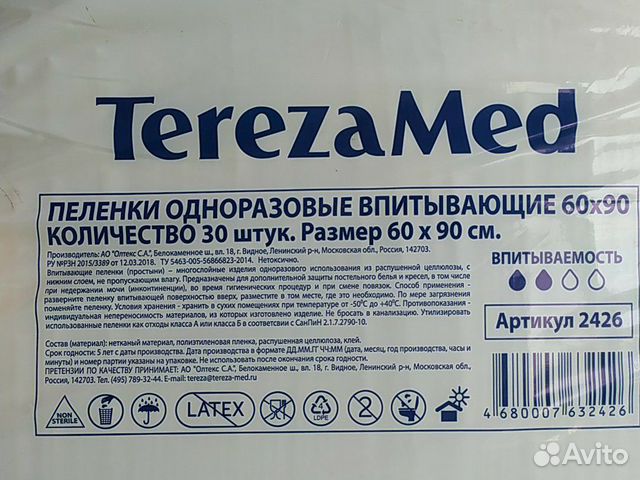 TerezaMed
ПЕЛЕНКИ ОДНОРАЗОВЫЕ ВПИТЫВАЮЩИЕ 60х90
КОЛИЧЕСТВО 30 штук. Размер 60 х 90 см.
Производитель: АО "Олтекс С.А.", Белокаменное ш., вл. 18, г. Видное, Ленинский р-н, Московская обл., Россия, 142703.
РУ №РЗН 2015/3389 от 12.03.2018. ТУ 5463-005-56866823-2014. Нетоксично.
Впитывающие пеленки (простыни) – многослойные изделия одноразового использования из распушенной целлюлозы, с
нижним слоем, не пропускающим влагу. Предназначены для дополнительной защиты постельного белья и кресел, в том числе
при недержании мочи (инконтиненции), во время гигиенических процедур и при смене повязок. Способ применения -
разверните пеленку впитывающей поверхностью вверх, разместите в том месте, где это необходимо. По мере загрязнения
поменяйте пеленку. Условия хранения - хранить в сухих помещениях при температуре от -50°С до +40°С. Противопоказания -
индивидуальная непереносимость материалов, из которых изготовлено изделие. Не бросать в канализацию. Утилизировать
использованные пеленки как отходы класса А или класса Б в соответствии с СанПиН 2.1.7.2790-10.
ВПИТЫВАЕМОСТЬ
Артикул 2426
Состав (материал): нетканый материал, полиэтиленовая пленка, распушенная целлюлоза, клей.
Срок годности: 5 лет с даты производства. Дата производства в формате ДД.ММ.ГГ ЧЧ:ММ (дата, месяц, год производства, часы и
минуты) и номер партии указаны на упаковке. Не использовать после окончания срока годности.
ПРЕТЕНЗИИ ПО КАЧЕСТВУ ПРИНИМАЕТ Производитель: АО "Олтекс С.А.", Белокаменное ш., вл. 18, г. Видное, Ленинский р-н, Московская обл.,
Россия, 142703. Тел. (495) 789-32-44. E-mail: tereza@tereza-med.ru
NON
STERILE
LATEX
LDPE
2
4 680007 632426
Avito